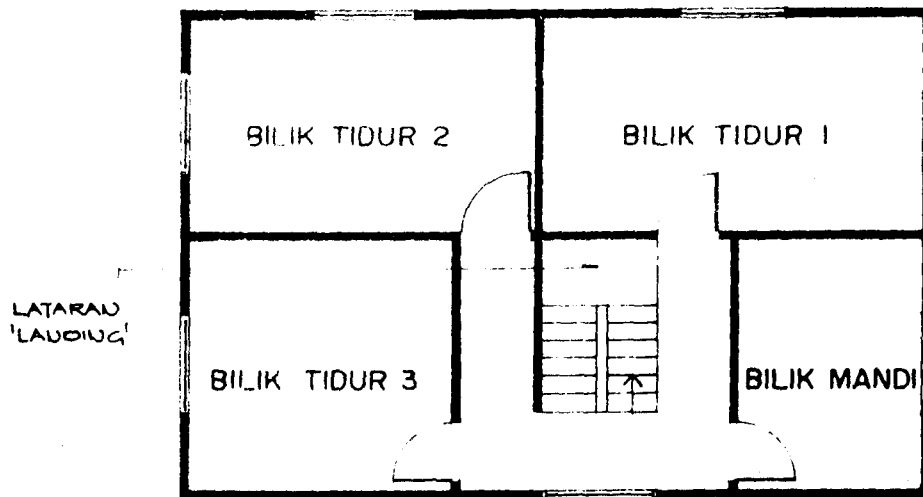 BILIK TIDUR 2
BILIK TIDUR 1
LATARAN
'LANDING'
BILIK TIDUR 3
BILIK MANDI